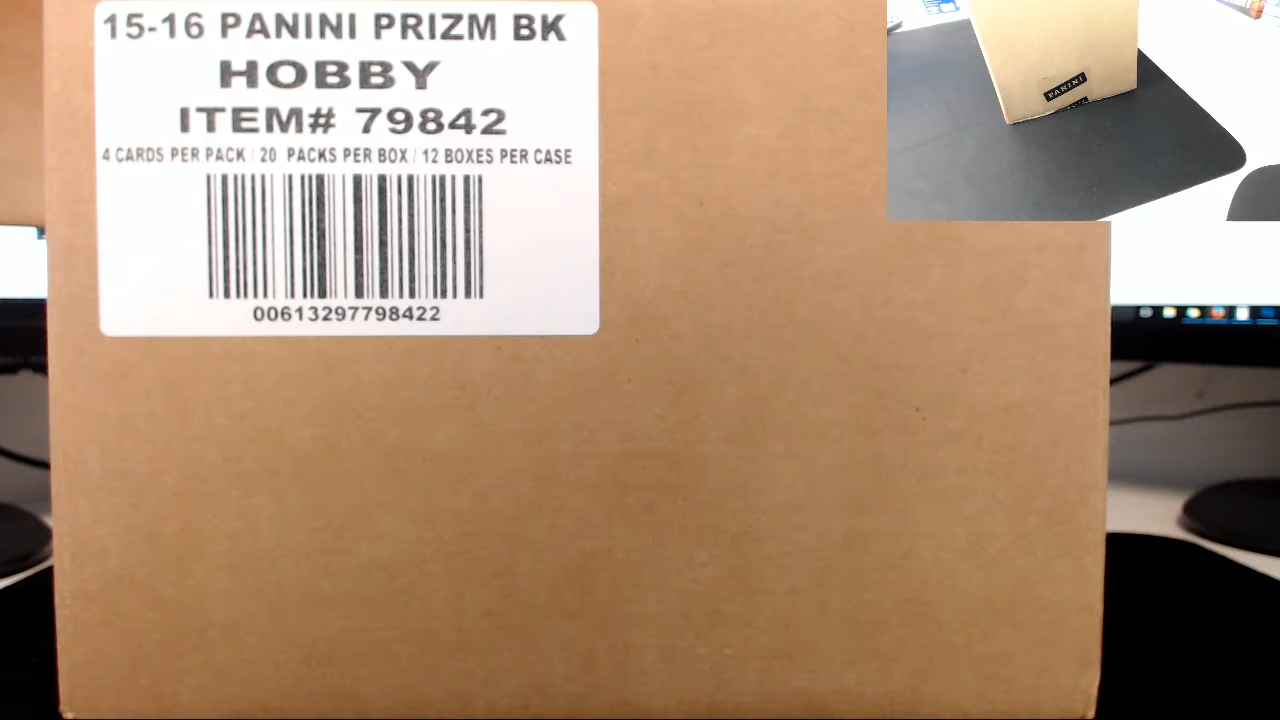 15-16 PANINI PRIZM BK
HOBBY
ITEM# 79842
4 CARDS PER PACK / 20 PACKS PER BOX / 12 BOXES PER CASE
00613297798422
PANINI